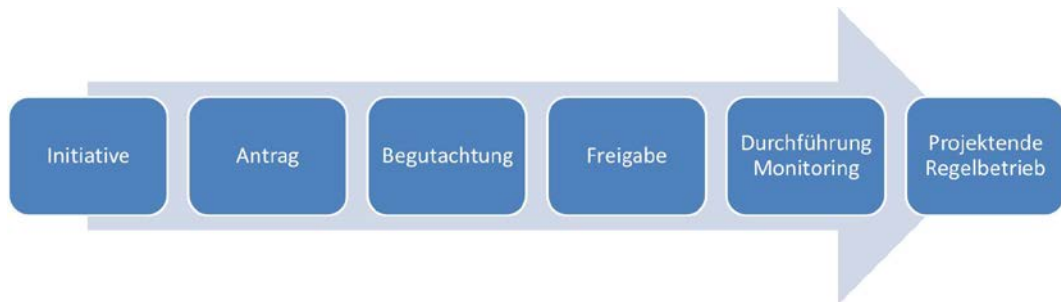 Initiative
Antrag
Begutachtung
Freigabe
Durchführung
Monitoring
Projektende
Regelbetrieb